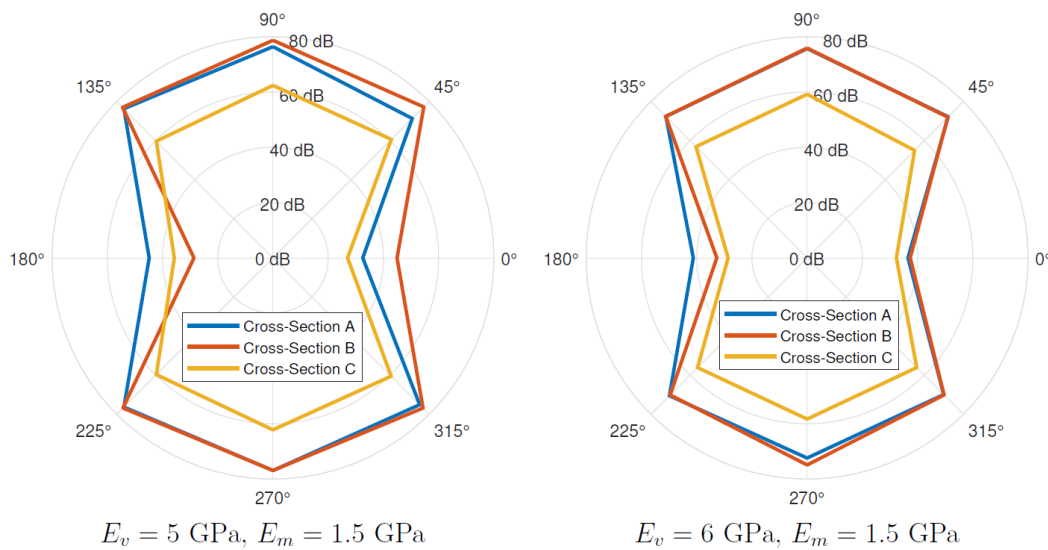 90°
80 dB
135°
45°
60 dB
40 dB
20 dB
180°
0 dB
0°
Cross-Section A
Cross-Section B
Cross-Section C
225°
315°
270°
E_v = 5 GPa, E_m = 1.5 GPa
90°
80 dB
135°
45°
60 dB
40 dB
20 dB
180°
0 dB
0°
Cross-Section A
Cross-Section B
Cross-Section C
225°
315°
270°
E_v = 6 GPa, E_m = 1.5 GPa